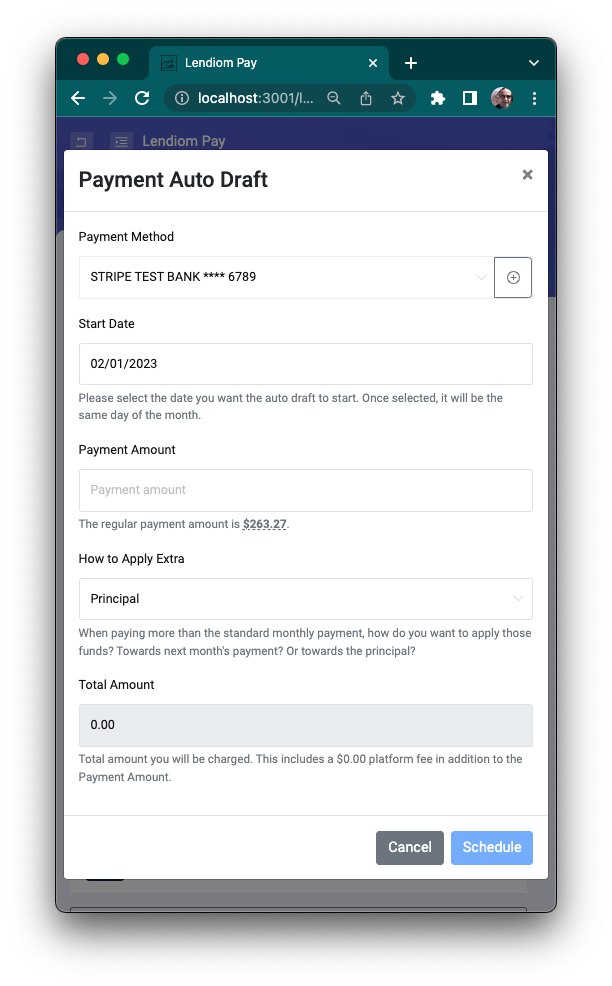 Lendiom Pay
localhost:3001/l...
Lendiom Pay
Payment Auto Draft
Payment Method
STRIPE TEST BANK **** 6789
Start Date
02/01/2023
Please select the date you want the auto draft to start. Once selected, it will be the
same day of the month.
Payment Amount
Payment amount
The regular payment amount is $263.27.
How to Apply Extra
Principal
When paying more than the standard monthly payment, how do you want to apply those
funds? Towards next month's payment? Or towards the principal?
Total Amount
0.00
Total amount you will be charged. This includes a $0.00 platform fee in addition to the
Payment Amount.
Cancel Schedule